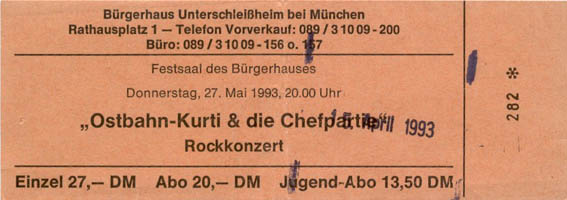 Bürgerhaus Unterschleißheim bei München
Rathausplatz 1 — Telefon Vorverkauf: 089 / 3 10 09 - 200
Büro: 089 / 3 10 09 - 156 o. 157
Festsaal des Bürgerhauses
Donnerstag, 27. Mai 1993, 20.00 Uhr
„Ostbahn-Kurti & die Chefpartie“
15. April 1993
Rockkonzert
Einzel 27,— DM Abo 20,— DM Jugend-Abo 13,50 DM
282 *